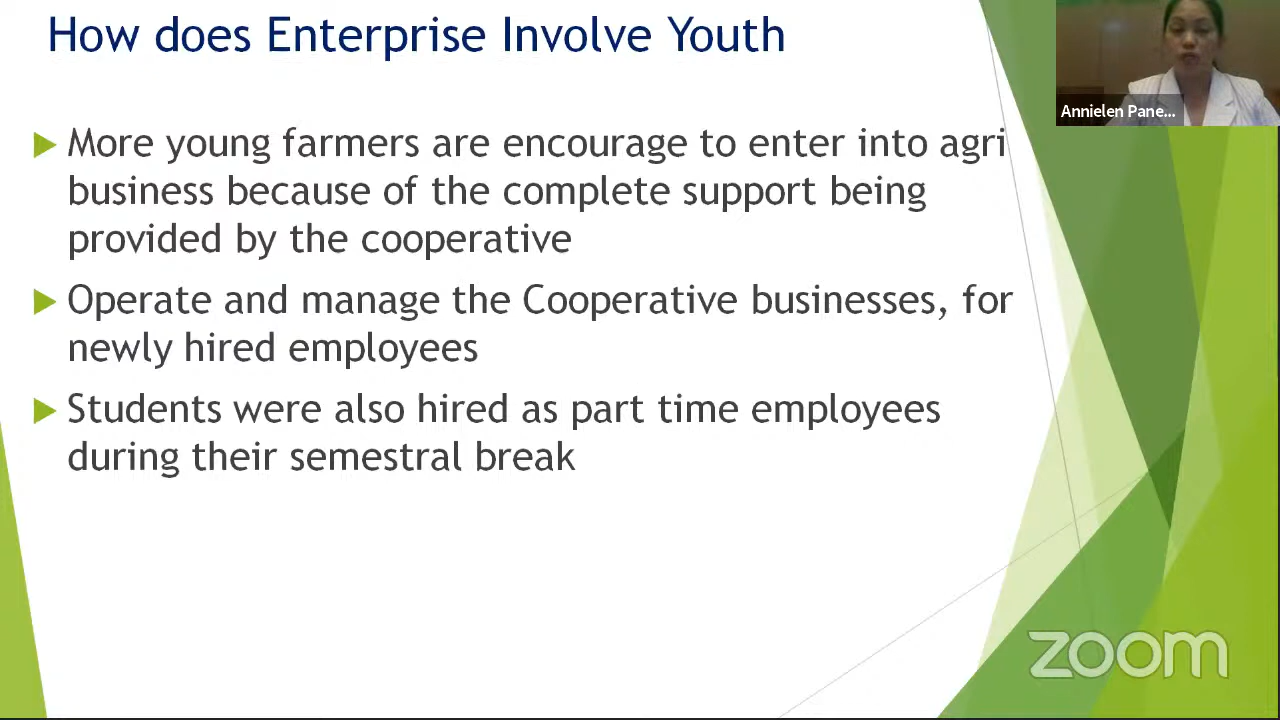 How does Enterprise Involve Youth
Annielen Pane...
More young farmers are encourage to enter into agri
business because of the complete support being
provided by the cooperative
Operate and manage the Cooperative businesses, for
newly hired employees
Students were also hired as part time employees
during their semestral break
zoom